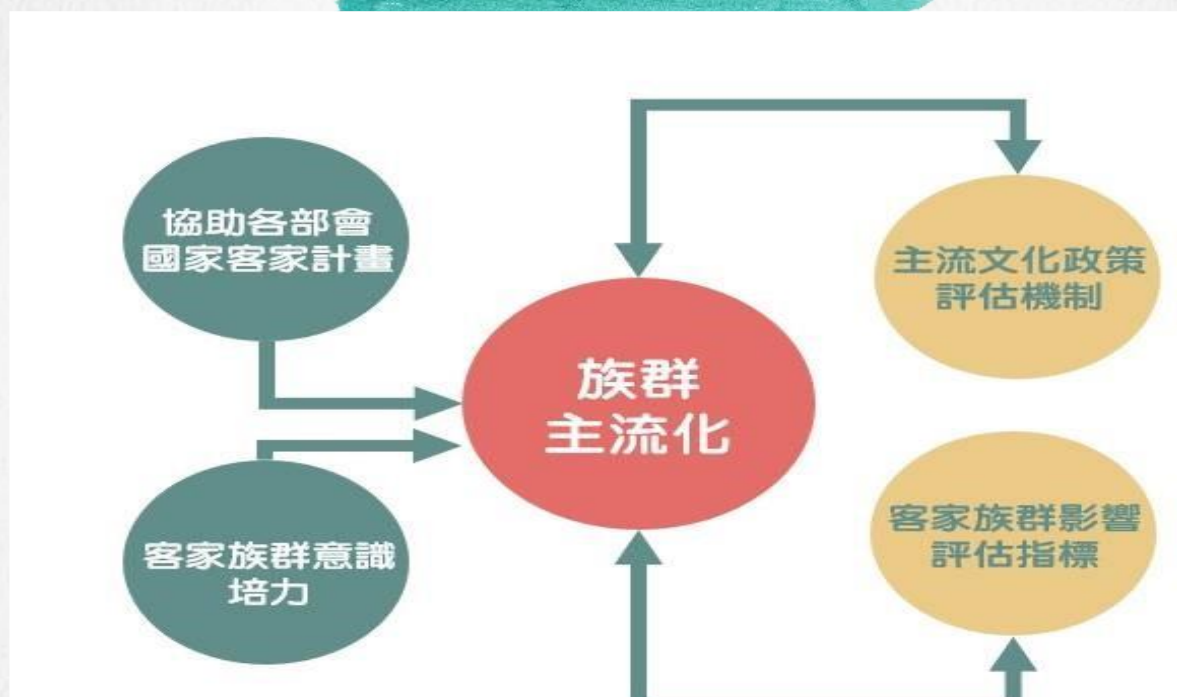 協助各部會
國家客家計畫
客家族群意識
培力
族群
主流化
主流文化政策
評估機制
客家族群影響
評估指標